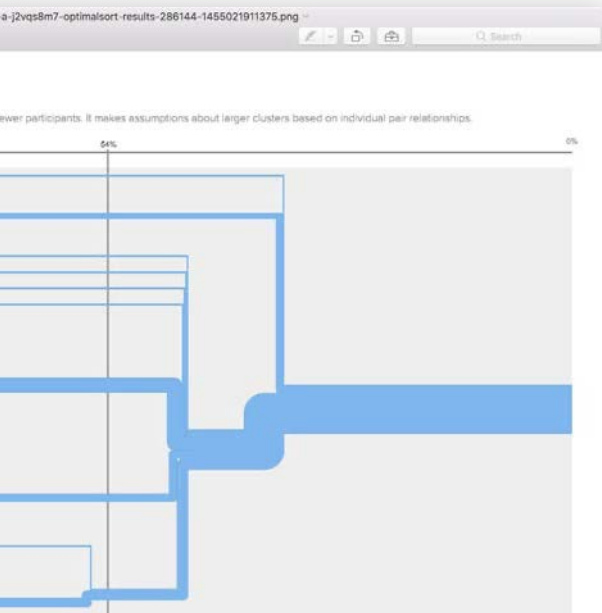 -a-j2vqs8m7-optimalsort-results-286144-1455021911375.png
Search
ewer participants. It makes assumptions about larger clusters based on individual pair relationships.
54%
0%